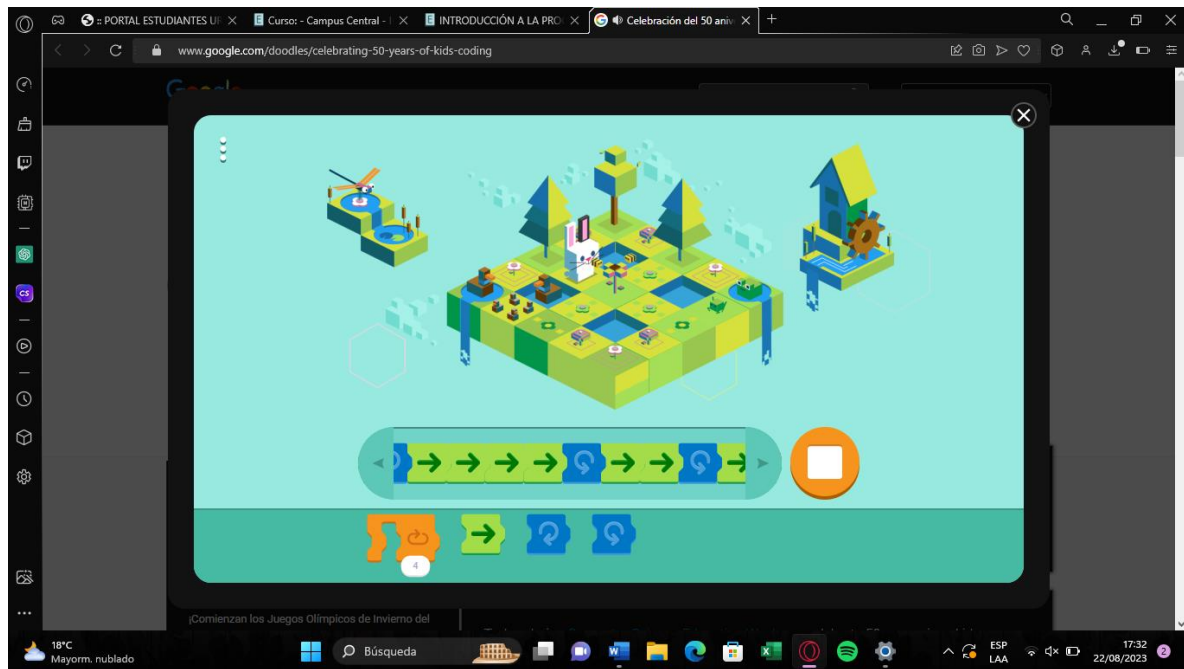 :: PORTAL ESTUDIANTES U
Curso: - Campus Central -
INTRODUCCIÓN A LA PRO
Celebración del 50 aniv
www.google.com/doodles/celebrating-50-years-of-kids-coding
Google
4
¡Comienzan los Juegos Olímpicos de Invierno del
18°C
Mayorm. nublado
Búsqueda
ESP
LAA
17:32
22/08/2023
2